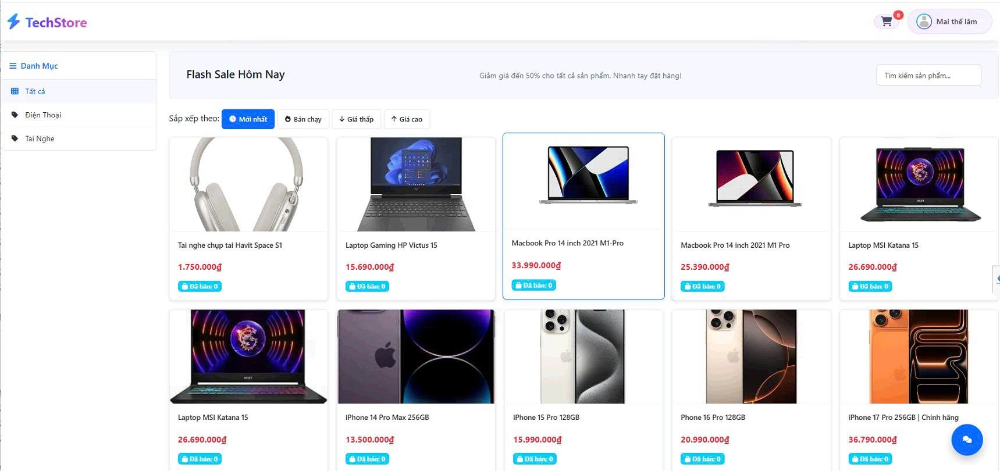 TechStore
0
Mai thế lâm
Danh Mục
Flash Sale Hôm Nay
Giảm giá đến 50% cho tất cả sản phẩm. Nhanh tay đặt hàng!
Tìm kiếm sản phẩm...
Tất cả
Điện Thoại
Tai Nghe
Sắp xếp theo: Mới nhất Bán chạy Giá thấp Giá cao
Tai nghe chụp tai Havit Space S1
1.750.000₫
Đã bán: 0
Laptop Gaming HP Victus 15
15.690.000₫
Đã bán: 0
Macbook Pro 14 inch 2021 M1-Pro
33.990.000₫
Đã bán: 0
Macbook Pro 14 inch 2021 M1 Pro
25.390.000₫
Đã bán: 0
Laptop MSI Katana 15
26.690.000₫
Đã bán: 0
Laptop MSI Katana 15
26.690.000₫
Đã bán: 0
iPhone 14 Pro Max 256GB
13.500.000₫
Đã bán: 0
iPhone 15 Pro 128GB
15.990.000₫
Đã bán: 0
Phone 16 Pro 128GB
20.990.000₫
Đã bán: 0
iPhone 17 Pro 256GB | Chính hãng
36.790.000₫
Đã bán: 0